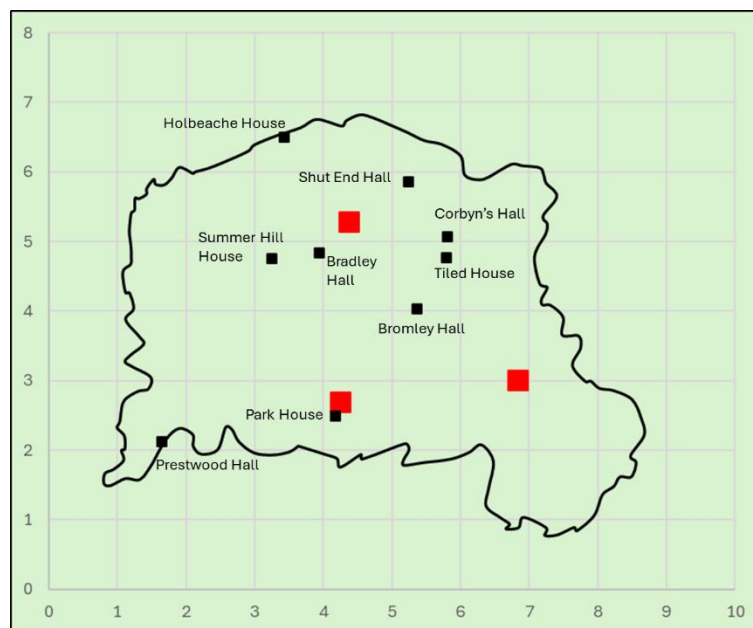 8
7
Holbeache House
6
Shut End Hall
Corbyn's Hall
5
Summer Hill
House
Bradley
Hall
Tiled House
4
Bromley Hall
3
Park House
2
Prestwood Hall
1
0
0 1 2 3 4 5 6 7 8 9 10